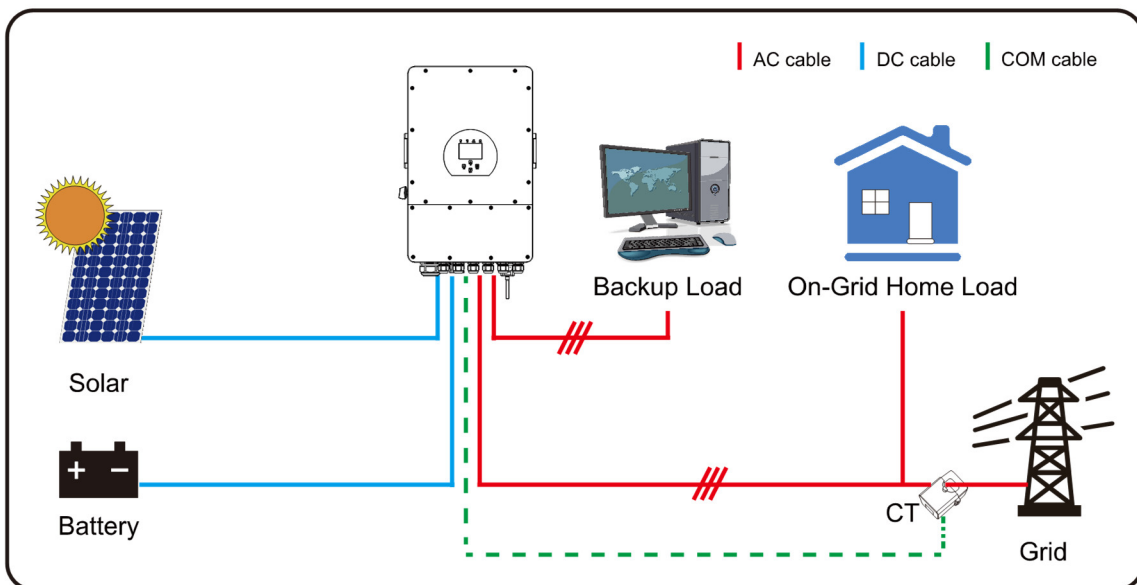 AC cable
DC cable
COM cable
Backup Load
On-Grid Home Load
Solar
+ −
Battery
CT
Grid